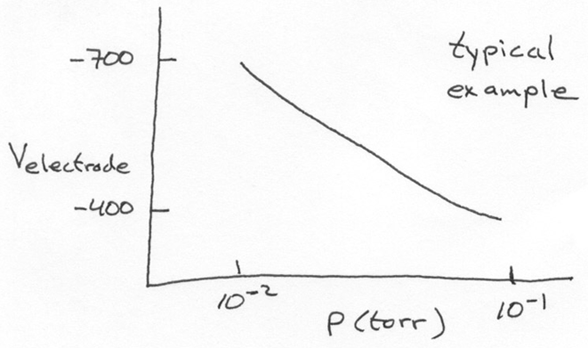 -700
typical
example
Velectrode
-400
10-2
10-1
P (torr)